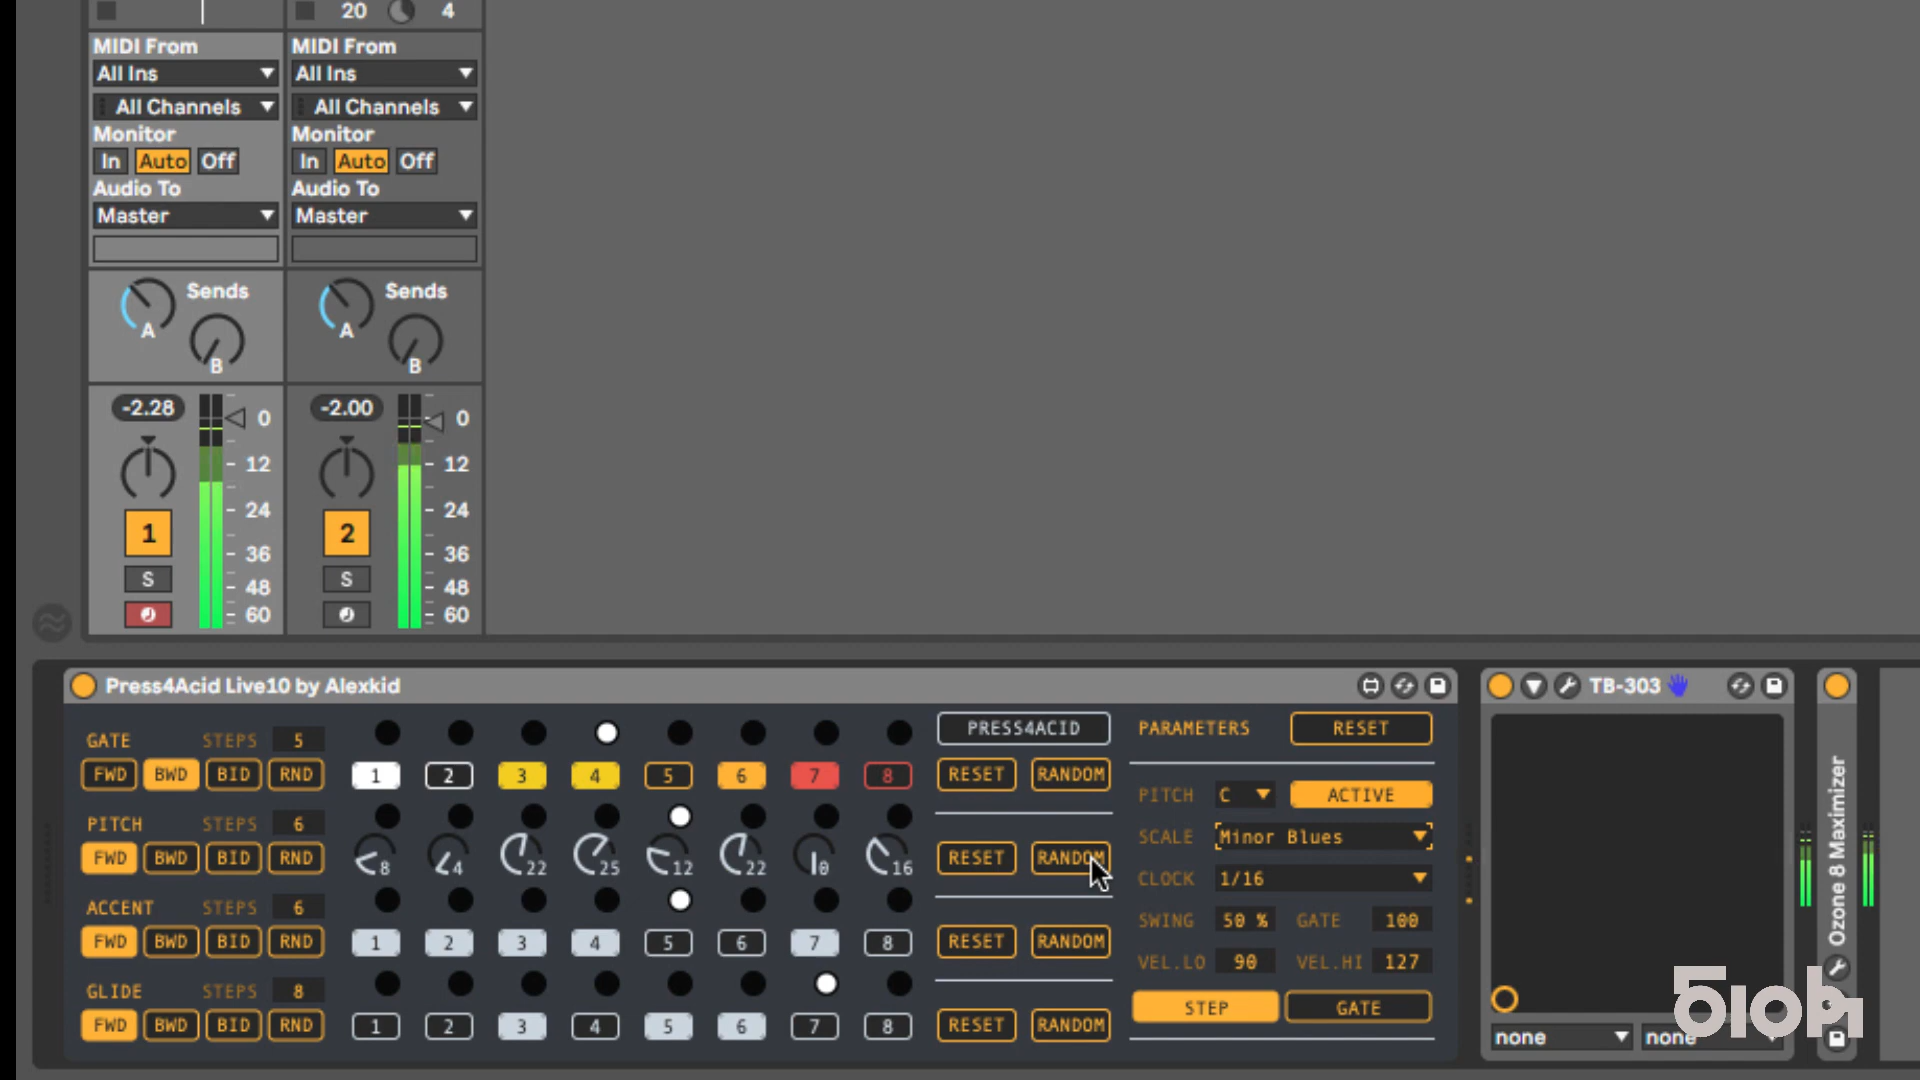 20 4
MIDI From MIDI From
All Ins All Ins
All Channels All Channels
Monitor Monitor
In Auto Off In Auto Off
Audio To Audio To
Master Master
Sends Sends
A A
B B
-2.28 0 -2.00 0
12 12
24 24
1 2
36 36
S 48 S 48
60 60
Press4Acid Live10 by Alexkid TB-303
GATE STEPS 5 PRESS4ACID PARAMETERS RESET
FWD BWD BID RND 1 2 3 4 5 6 7 8 RESET RANDOM
PITCH C ACTIVE
PITCH STEPS 6
SCALE Minor Blues
FWD BWD BID RND 8 4 22 25 12 22 0 16 RESET RANDOM
CLOCK 1/16
ACCENT STEPS 6
SWING 50 % GATE 100
FWD BWD BID RND 1 2 3 4 5 6 7 8 RESET RANDOM
VEL.LO 90 VEL.HI 127
GLIDE STEPS 8
STEP GATE
FWD BWD BID RND 1 2 3 4 5 6 7 8 RESET RANDOM
none none
Ozone 8 Maximizer